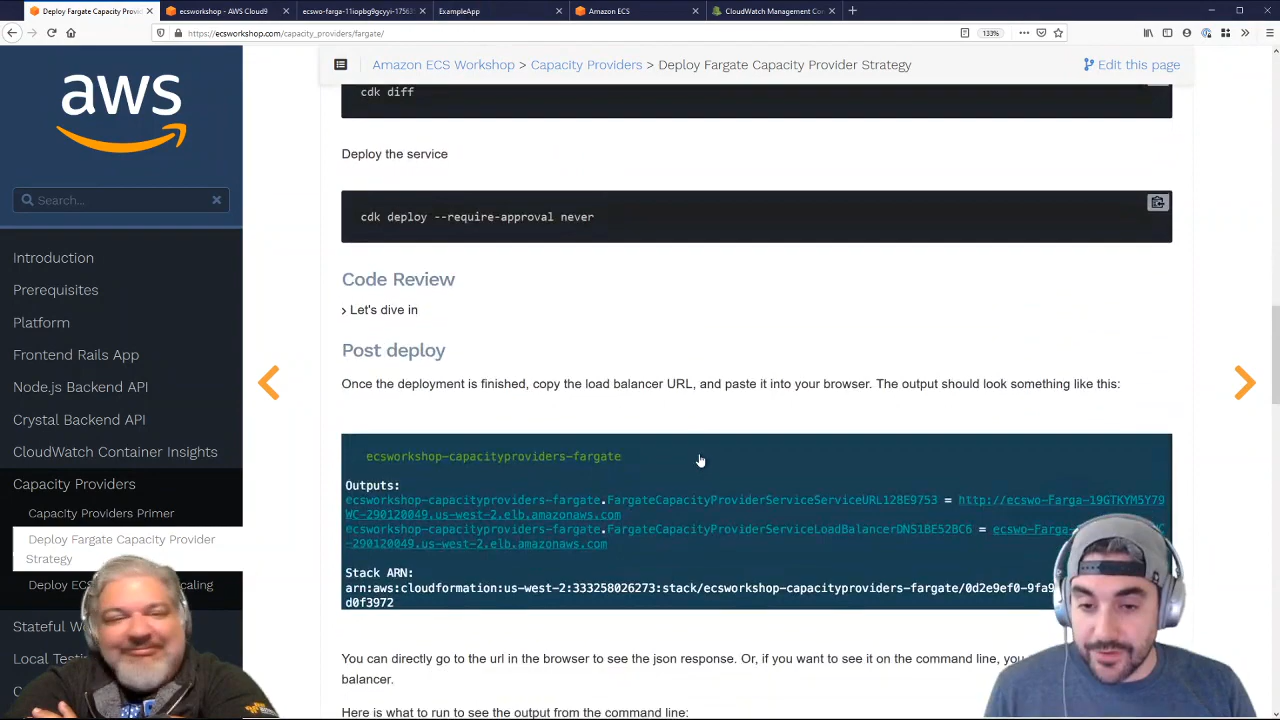 Deploy Fargate Capacity Provi
ecsworkshop - AWS Cloud9
ecswo-farga-11iopbg9gcyyi-1756
ExampleApp
Amazon ECS
CloudWatch Management Co
https://ecsworkshop.com/capacity_providers/fargate/
133%
aws
Search...
Introduction
Prerequisites
Platform
Frontend Rails App
Node.js Backend API
Crystal Backend API
CloudWatch Container Insights
Capacity Providers
Capacity Providers Primer
Deploy Fargate Capacity Provider
Strategy
Deploy EC
caling
Stateful W
Local Testi
Amazon ECS Workshop > Capacity Providers > Deploy Fargate Capacity Provider Strategy
Edit this page
cdk diff
Deploy the service
cdk deploy --require-approval never
Code Review
Let's dive in
Post deploy
Once the deployment is finished, copy the load balancer URL, and paste it into your browser. The output should look something like this:
ecsworkshop-capacityproviders-fargate
Outputs:
ecsworkshop-capacityproviders-fargate.FargateCapacityProviderServiceServiceURL128E9753 = http://ecswo-Farga-19GTKYM5Y79
WC-290120049.us-west-2.elb.amazonaws.com
ecsworkshop-capacityproviders-fargate.FargateCapacityProviderServiceLoadBalancerDNS1BE52BC6 = ecswo-Farga-
C
-290120049.us-west-2.elb.amazonaws.com
Stack ARN:
arn:aws:cloudformation:us-west-2:333258026273:stack/ecsworkshop-capacityproviders-fargate/0d2e9ef0-9fa9
d0f3972
You can directly go to the url in the browser to see the json response. Or, if you want to see it on the command line, you
balancer.
Here is what to run to see the output from the command line: